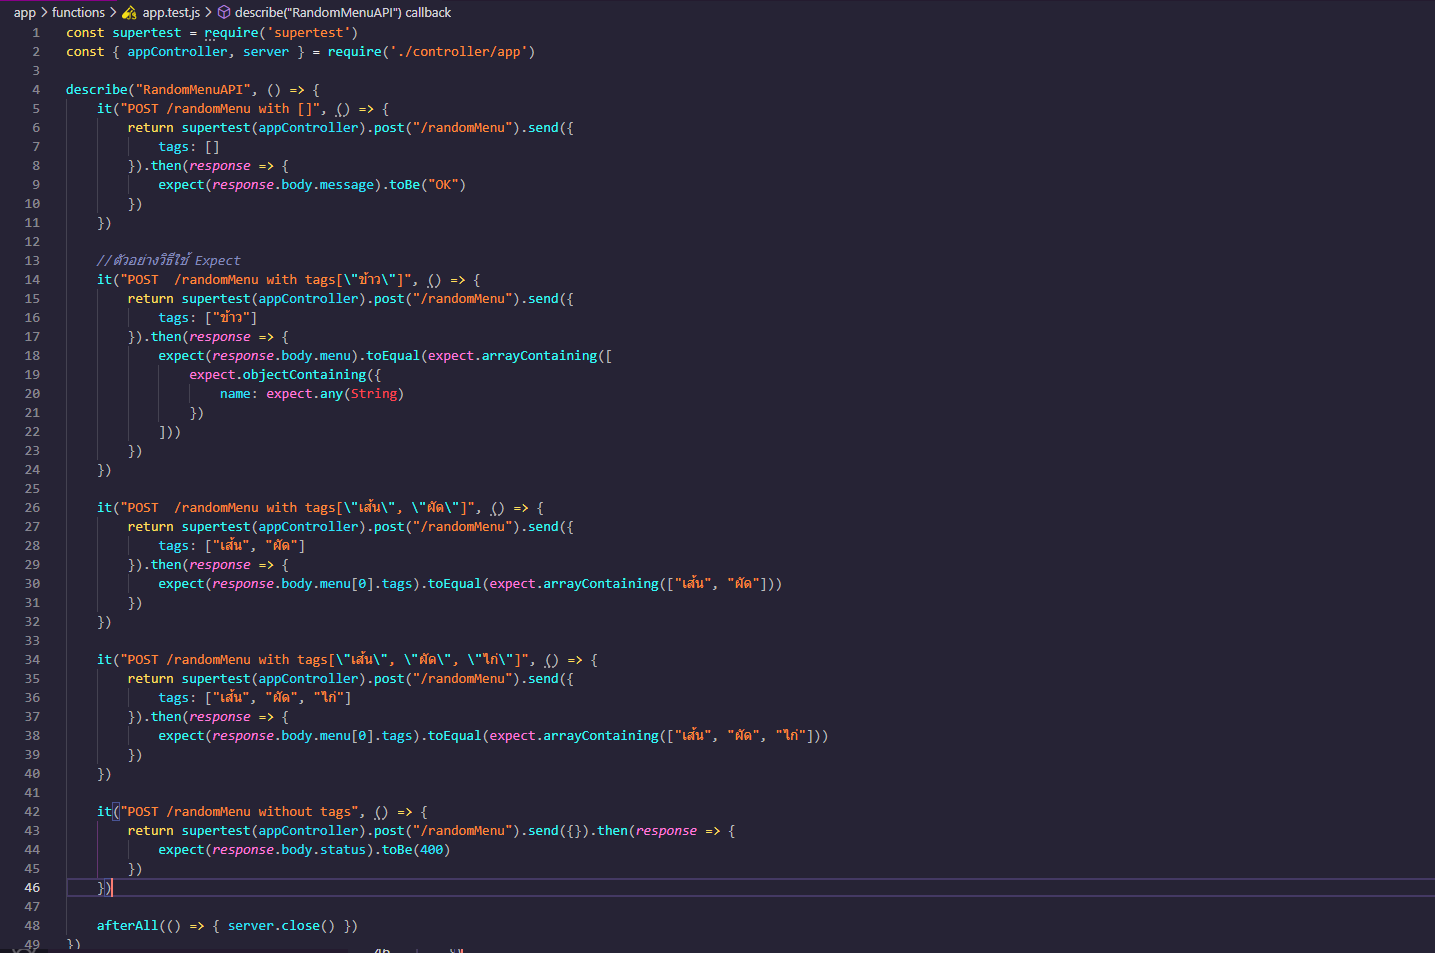 app > functions > app.test.js > describe("RandomMenuAPI") callback
1 const supertest = require('supertest')
2 const { appController, server } = require('./controller/app')
3
4 describe("RandomMenuAPI", () => {
5 it("POST /randomMenu with []", () => {
6 return supertest(appController).post("/randomMenu").send({
7 tags: []
8 }).then(response => {
9 expect(response.body.message).toBe("OK")
10 })
11 })
12
13 //ตัวอย่างวิธีใช้ Expect
14 it("POST  /randomMenu with tags[\"ข้าว\"]", () => {
15 return supertest(appController).post("/randomMenu").send({
16 tags: ["ข้าว"]
17 }).then(response => {
18 expect(response.body.menu).toEqual(expect.arrayContaining([
19 expect.objectContaining({
20 name: expect.any(String)
21 })
22 ]))
23 })
24 })
25
26 it("POST  /randomMenu with tags[\"เส้น\", \"ผัด\"]", () => {
27 return supertest(appController).post("/randomMenu").send({
28 tags: ["เส้น", "ผัด"]
29 }).then(response => {
30 expect(response.body.menu[0].tags).toEqual(expect.arrayContaining(["เส้น", "ผัด"]))
31 })
32 })
33
34 it("POST /randomMenu with tags[\"เส้น\", \"ผัด\", \"ไก่\"]", () => {
35 return supertest(appController).post("/randomMenu").send({
36 tags: ["เส้น", "ผัด", "ไก่"]
37 }).then(response => {
38 expect(response.body.menu[0].tags).toEqual(expect.arrayContaining(["เส้น", "ผัด", "ไก่"]))
39 })
40 })
41
42 it("POST /randomMenu without tags", () => {
43 return supertest(appController).post("/randomMenu").send({}).then(response => {
44 expect(response.body.status).toBe(400)
45 })
46 })
47
48 afterAll(() => { server.close() })
49 })